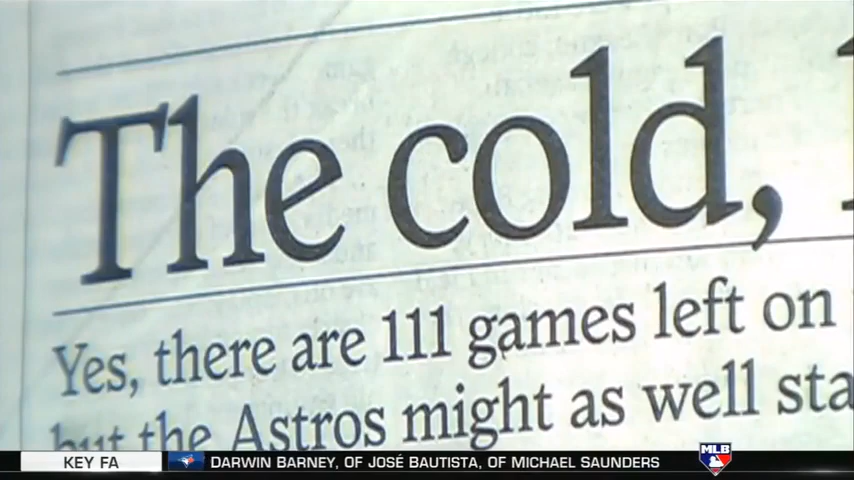 The cold,
Yes, there are 111 games left on
but the Astros might as well sta
KEY FA DARWIN BARNEY, OF JOSÉ BAUTISTA, OF MICHAEL SAUNDERS MLB